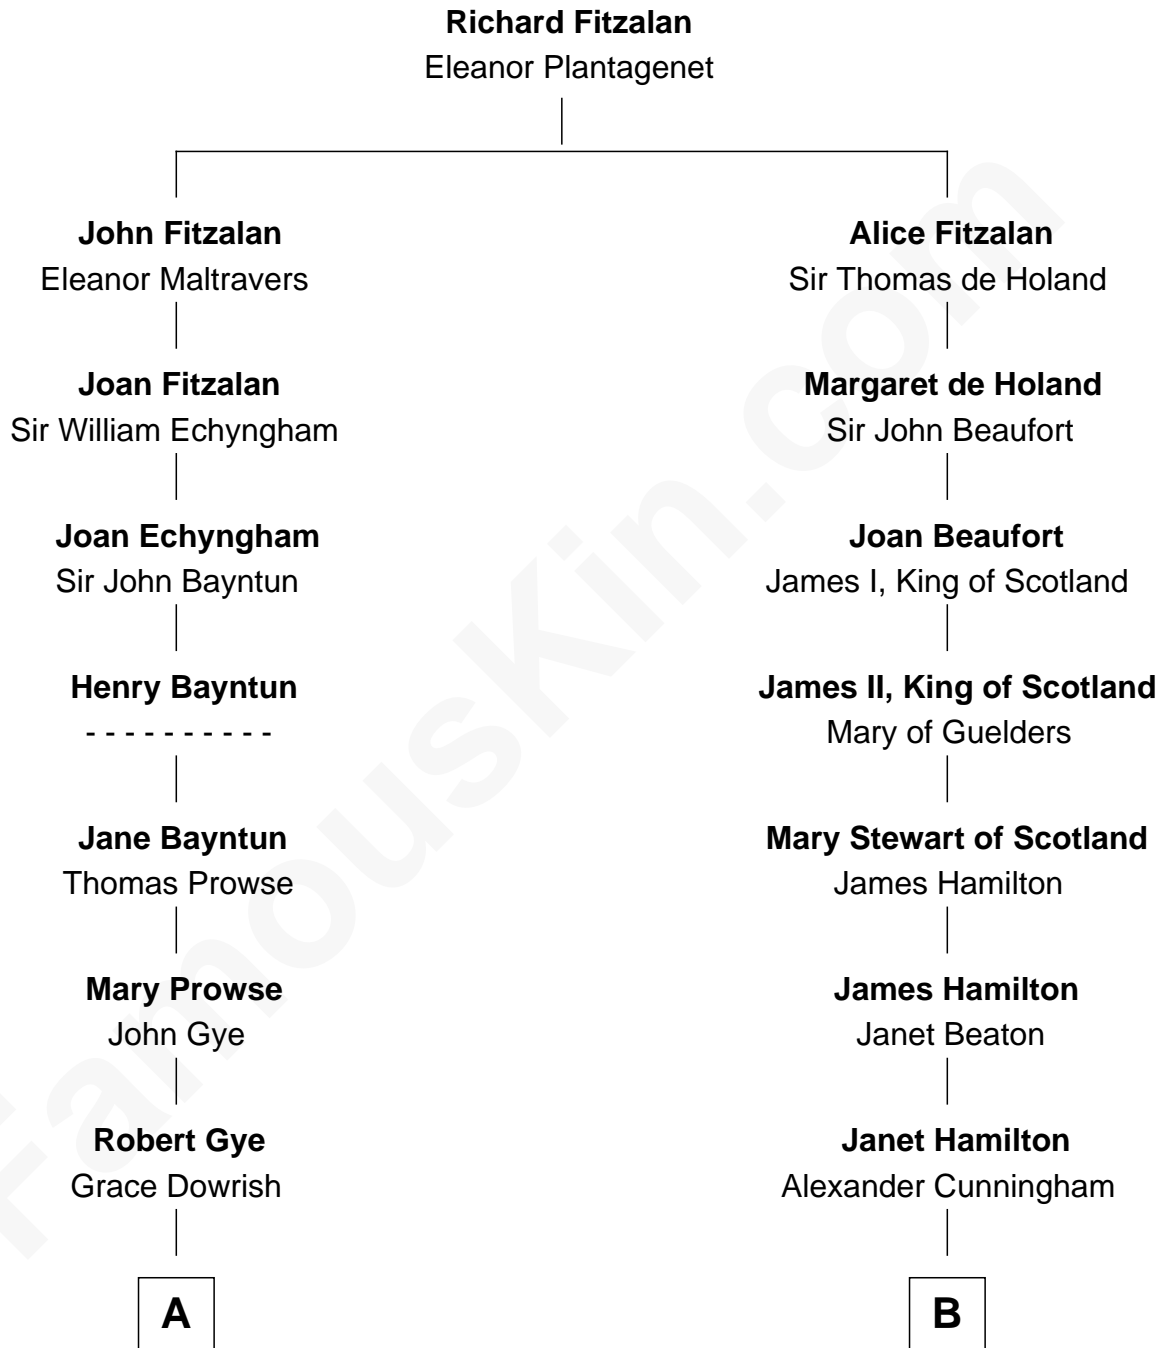 Richard Fitzalan
Eleanor Plantagenet
John Fitzalan
Eleanor Maltravers
Joan Fitzalan
Sir William Echyngham
Joan Echyngham
Sir John Bayntun
Henry Bayntun
- - - - - - - - - -
Jane Bayntun
Thomas Prowse
Mary Prowse
John Gye
Robert Gye
Grace Dowrish
A
Alice Fitzalan
Sir Thomas de Holand
Margaret de Holand
Sir John Beaufort
Joan Beaufort
James I, King of Scotland
James II, King of Scotland
Mary of Guelders
Mary Stewart of Scotland
James Hamilton
James Hamilton
Janet Beaton
Janet Hamilton
Alexander Cunningham
B
FamousKin.com